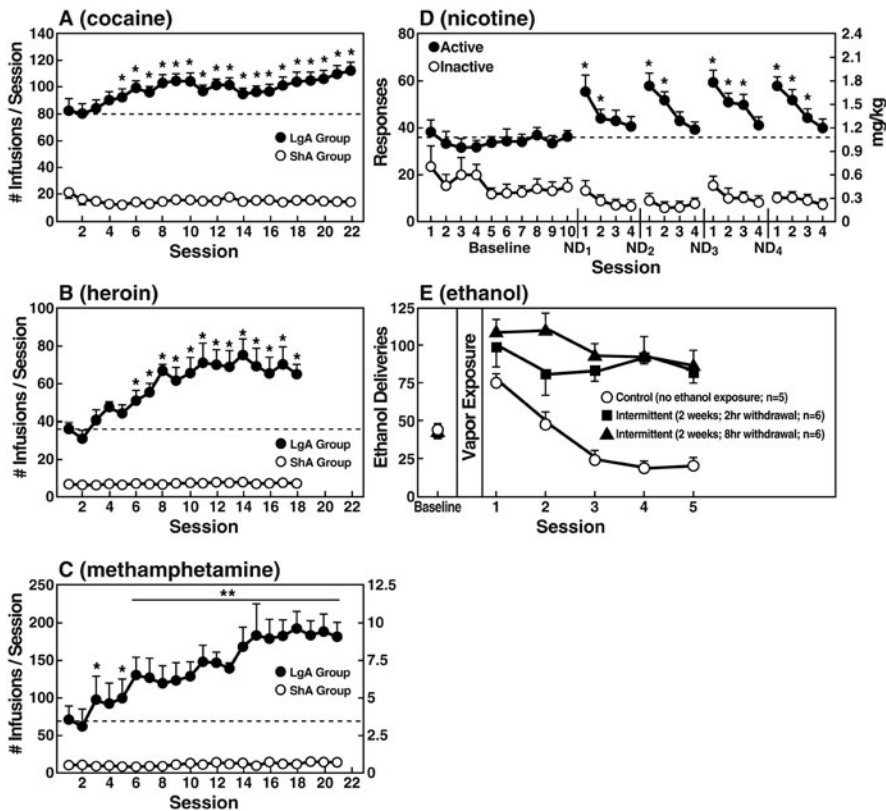 A (cocaine)
# Infusions / Session
140
120
100
80
60
40
20
0
* * * * * * * * * * * * * * * * * *
LgA Group
ShA Group
2 4 6 8 10 12 14 16 18 20 22
Session
B (heroin)
# Infusions / Session
100
80
60
40
20
0
* * * * * * * * * * * * *
LgA Group
ShA Group
2 4 6 8 10 12 14 16 18 20 22
Session
C (methamphetamine)
# Infusions / Session
250
200
150
100
50
0
12.5
10
7.5
5
2.5
0
* *
**
LgA Group
ShA Group
2 4 6 8 10 12 14 16 18 20 22
Session
D (nicotine)
Active
Inactive
Responses
80
60
40
20
0
2.4
2.1
1.8
1.5
1.2
0.9
0.6
0.3
0
mg/kg
* * * * * * * * * *
1 2 3 4 5 6 7 8 9 10 1 2 3 4 1 2 3 4 1 2 3 4 1 2 3 4
Baseline ND1 ND2 ND3 ND4
Session
E (ethanol)
Ethanol Deliveries
125
100
75
50
25
0
Vapor Exposure
Control (no ethanol exposure; n=5)
Intermittent (2 weeks; 2hr withdrawal; n=6)
Intermittent (2 weeks; 8hr withdrawal; n=6)
Baseline 1 2 3 4 5
Session